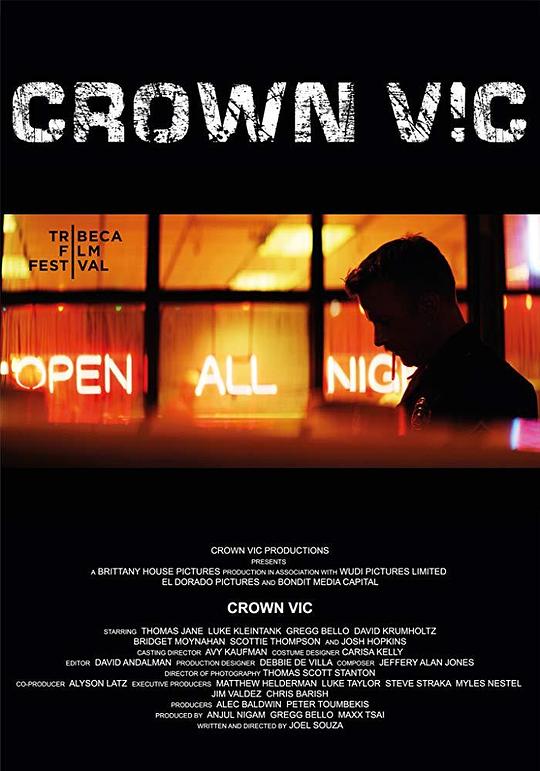 CROWN V!C
TR|BECA
F|LM
FEST|VAL
OPEN ALL NIG
CROWN VIC PRODUCTIONS
PRESENTS
A BRITTANY HOUSE PICTURES PRODUCTION IN ASSOCIATION WITH WUDI PICTURES LIMITED
EL DORADO PICTURES AND BONDIT MEDIA CAPITAL
CROWN VIC
STARRING THOMAS JANE LUKE KLEINTANK GREGG BELLO DAVID KRUMHOLTZ
BRIDGET MOYNAHAN SCOTTIE THOMPSON AND JOSH HOPKINS
CASTING DIRECTOR AVY KAUFMAN COSTUME DESIGNER CARISA KELLY
EDITOR DAVID ANDALMAN PRODUCTION DESIGNER DEBBIE DE VILLA COMPOSER JEFFERY ALAN JONES
DIRECTOR OF PHOTOGRAPHY THOMAS SCOTT STANTON
CO-PRODUCER ALYSON LATZ EXECUTIVE PRODUCERS MATTHEW HELDERMAN LUKE TAYLOR STEVE STRAKA MYLES NESTEL
JIM VALDEZ CHRIS BARISH
PRODUCERS ALEC BALDWIN PETER TOUMBEKIS
PRODUCED BY ANJUL NIGAM GREGG BELLO MAXX TSAI
WRITTEN AND DIRECTED BY JOEL SOUZA